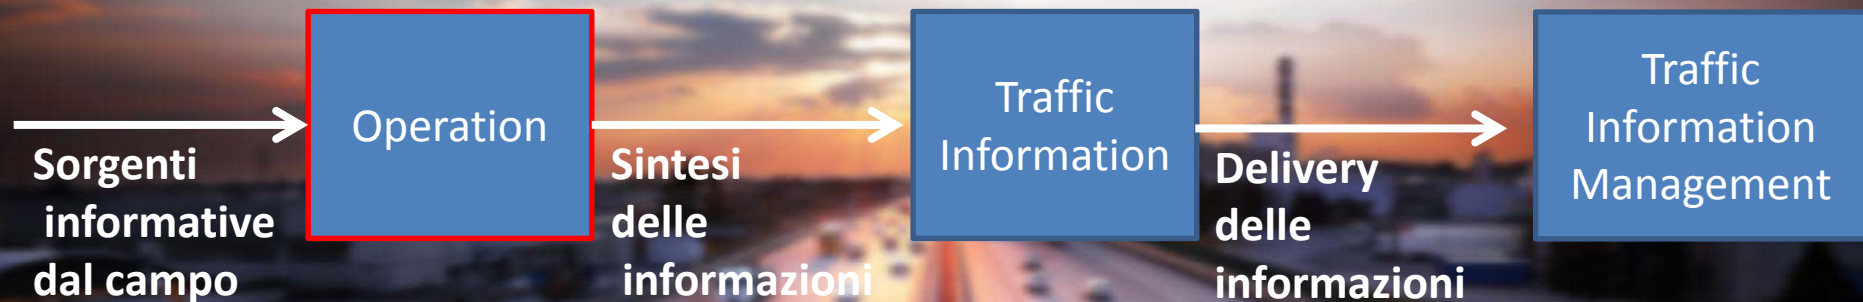 Sorgenti
informative
dal campo
Operation
Sintesi
delle
informazioni
Traffic
Information
Delivery
delle
informazioni
Traffic
Information
Management